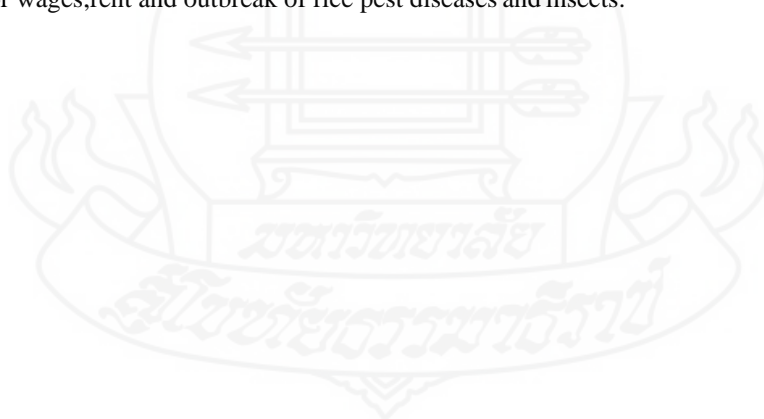 r wages,rent and outbreak of rice pest diseases and insects.
มหาวิทยาลัย
สุโขทัยธรรมาธิราช